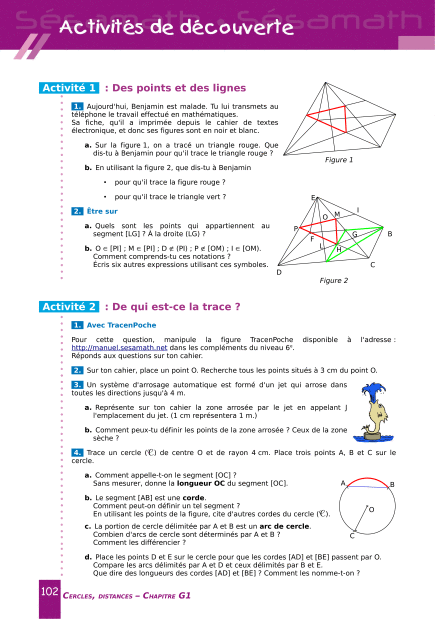 Sésamath - Sésamath
Activités de découverte
Activité 1 : Des points et des lignes
1. Aujourd'hui, Benjamin est malade. Tu lui transmets au
téléphone le travail effectué en mathématiques.
Sa fiche, qu'il a imprimée depuis le cahier de textes
électronique, et donc ses figures sont en noir et blanc.
a. Sur la figure 1, on a tracé un triangle rouge. Que
dis-tu à Benjamin pour qu'il trace le triangle rouge ?
Figure 1
b. En utilisant la figure 2, que dis-tu à Benjamin
• pour qu'il trace la figure rouge ?
• pour qu'il trace le triangle vert ?
2. Être sur
a. Quels sont les points qui appartiennent au
segment [LG] ? À la droite (LG) ?
b. O ∈ [PI] ; M ∈ [PI] ; D ∉ (PI) ; P ∉ [OM) ; I ∈ [OM).
Comment comprends-tu ces notations ?
Écris six autres expressions utilisant ces symboles.
E
I
O
M
P
G
B
F
L
H
C
D
Figure 2
Activité 2 : De qui est-ce la trace ?
1. Avec TracenPoche
Pour cette question, manipule la figure TracenPoche disponible à l'adresse :
http://manuel.sesamath.net dans les compléments du niveau 6e.
Réponds aux questions sur ton cahier.
2. Sur ton cahier, place un point O. Recherche tous les points situés à 3 cm du point O.
3. Un système d'arrosage automatique est formé d'un jet qui arrose dans
toutes les directions jusqu'à 4 m.
a. Représente sur ton cahier la zone arrosée par le jet en appelant J
l'emplacement du jet. (1 cm représentera 1 m.)
b. Comment peux-tu définir les points de la zone arrosée ? Ceux de la zone
sèche ?
4. Trace un cercle (𝒞) de centre O et de rayon 4 cm. Place trois points A, B et C sur le
cercle.
a. Comment appelle-t-on le segment [OC] ?
Sans mesurer, donne la longueur OC du segment [OC].
b. Le segment [AB] est une corde.
Comment peut-on définir un tel segment ?
En utilisant les points de la figure, cite d'autres cordes du cercle (𝒞).
c. La portion de cercle délimitée par A et B est un arc de cercle.
Combien d'arcs de cercle sont déterminés par A et B ?
Comment les différencier ?
A
B
O
C
d. Place les points D et E sur le cercle pour que les cordes [AD] et [BE] passent par O.
Compare les arcs délimités par A et D et ceux délimités par B et E.
Que dire des longueurs des cordes [AD] et [BE] ? Comment les nomme-t-on ?
102 CERCLES, DISTANCES – CHAPITRE G1